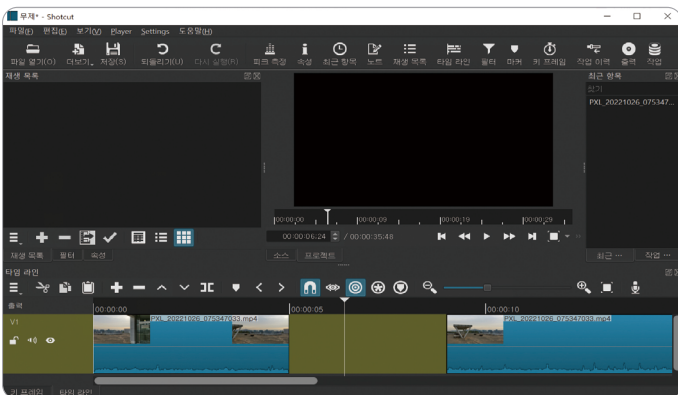 무제* - Shotcut
파일(F) 편집(E) 보기(V) Player Settings 도움말(H)
파일 열기(O) 더보기 저장(S) 되돌리기(U) 다시 실행(R) 피크 측정 속성 최근 항목 노트 재생 목록 타임 라인 필터 마커 키 프레임 작업 이력 출력 작업
재생 목록 최근 항목
찾기
PXL_20221026_075347...
00:00:00 00:00:09 00:00:19 00:00:29
00:00:06:24 / 00:00:35:48
재생 목록 필터 속성 소스 프로젝트 최근 ... 작업 ...
타임 라인
출력 00:00:00 00:00:05 00:00:10
V1 PXL_20221026_075347033.mp4 PXL_20221026_075347033.mp4
키 프레임 타임 라인